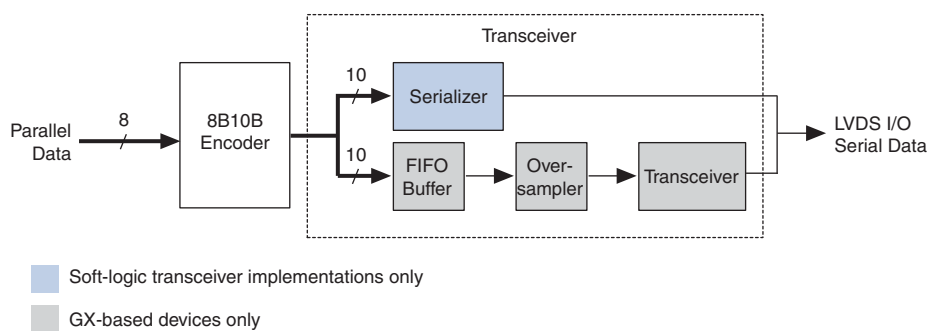 Transceiver
10
Serializer
8
8B10B
Encoder
Parallel
Data
LVDS I/O
Serial Data
10
FIFO
Buffer
Over-
sampler
Transceiver
Soft-logic transceiver implementations only
GX-based devices only